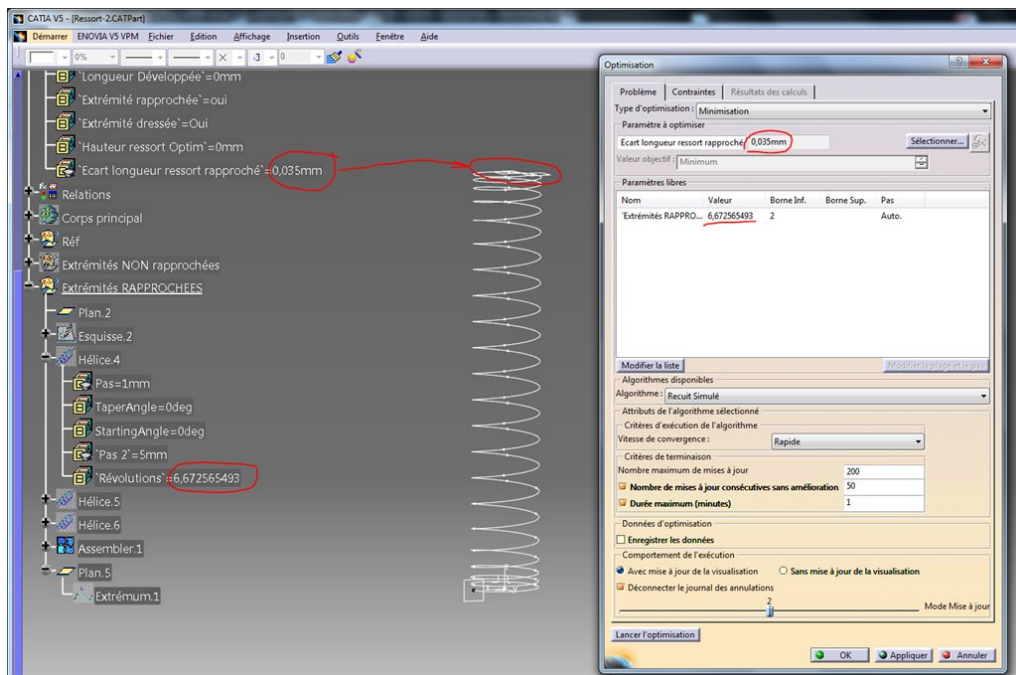 CATIA V5 - [Ressort-2.CATPart]
Démarrer ENOVIA V5 VPM Fichier Edition Affichage Insertion Outils Fenêtre Aide
0% 0
`Longueur Développée`=0mm
`Extrémité rapprochée`=oui
`Extrémité dressée`=Oui
`Hauteur ressort Optim`=0mm
`Ecart longueur ressort rapproché`=0,035mm
Relations
Corps principal
Réf
Extrémités NON rapprochées
Extrémités RAPPROCHEES
Plan.2
Esquisse.2
Hélice.4
Pas=1mm
TaperAngle=0deg
StartingAngle=0deg
`Pas 2`=5mm
`Révolutions`=6,672565493
Hélice.5
Hélice.6
Assembler.1
Plan.5
Extrémum.1
Optimisation
Problème Contraintes Résultats des calculs
Type d'optimisation : Minimisation
Paramètre à optimiser
Ecart longueur ressort rapproché 0,035mm Sélectionner...
Valeur objectif : Minimum
Paramètres libres
Nom Valeur Borne Inf. Borne Sup. Pas
`Extrémités RAPPRO... 6,672565493 2 Auto.
Modifier la liste Modifier la plage et le pas
Algorithmes disponibles
Algorithme : Recuit Simulé
Attributs de l'algorithme sélectionné
Critères d'exécution de l'algorithme
Vitesse de convergence : Rapide
Critères de terminaison
Nombre maximum de mises à jour 200
Nombre de mises à jour consécutives sans amélioration 50
Durée maximum (minutes) 1
Données d'optimisation
Enregistrer les données
Comportement de l'exécution
Avec mise à jour de la visualisation Sans mise à jour de la visualisation
Déconnecter le journal des annulations
2
Mode Mise à jour
Lancer l'optimisation
OK Appliquer Annuler